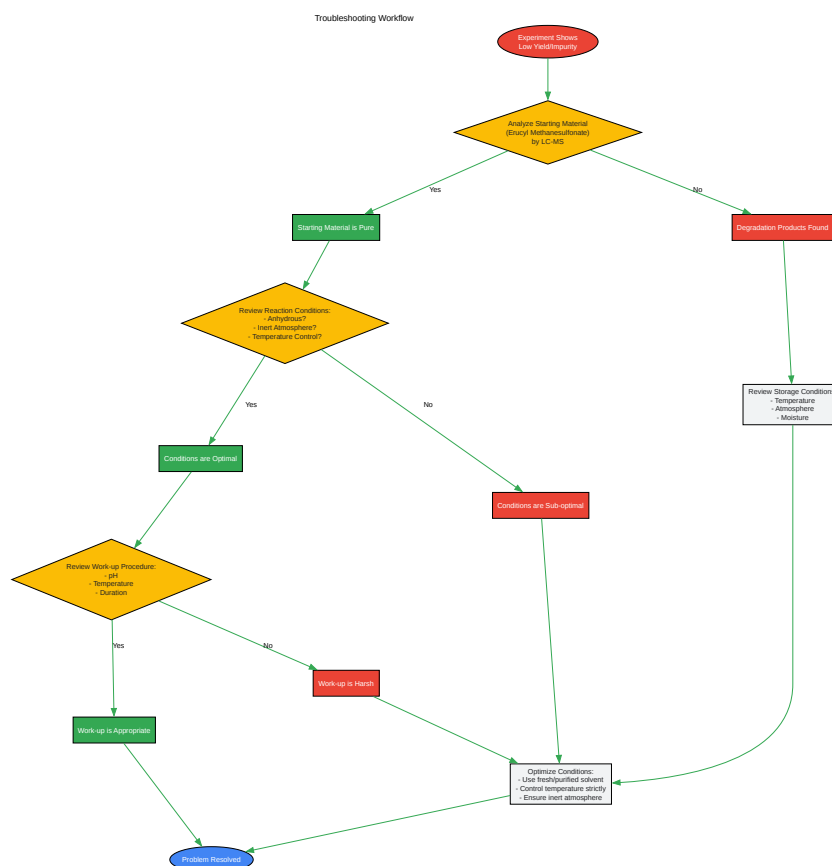 Troubleshooting Workflow
Experiment Shows
Low Yield/Impurity
Analyze Starting Material
(Erucyl Methanesulfonate)
by LC-MS
Yes
No
Starting Material is Pure
Degradation Products Found
Review Reaction Conditions:
- Anhydrous?
- Inert Atmosphere?
- Temperature Control?
Review Storage Conditions
- Temperature
- Atmosphere
- Moisture
Yes
No
Conditions are Optimal
Conditions are Sub-optimal
Review Work-up Procedure:
- pH
- Temperature
- Duration
Yes
No
Work-up is Harsh
Work-up is Appropriate
Optimize Conditions:
- Use fresh/purified solvent
- Control temperature strictly
- Ensure inert atmosphere
Problem Resolved